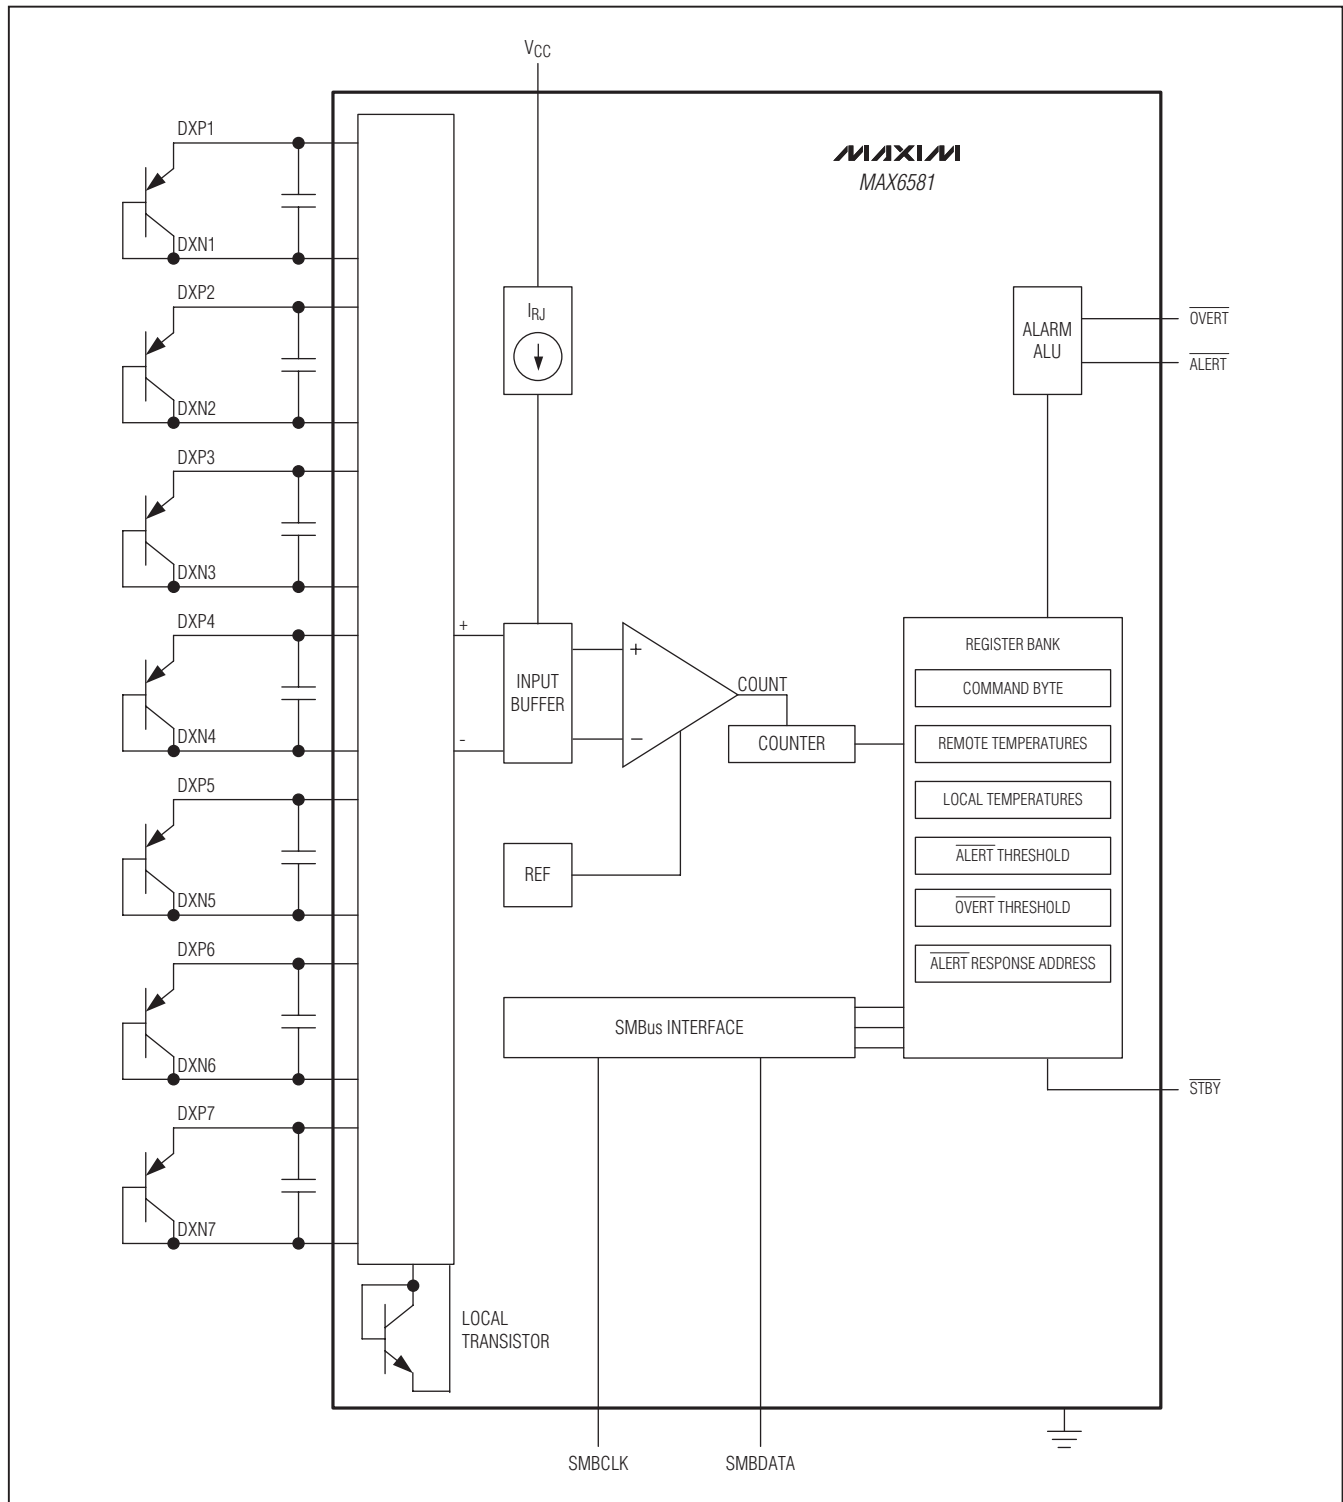 VCC
DXP1
DXN1
DXP2
DXN2
DXP3
DXN3
DXP4
DXN4
DXP5
DXN5
DXP6
DXN6
DXP7
DXN7
MAXIM
MAX6581
IRJ
ALARM
ALU
OVERT
ALERT
+
-
INPUT
BUFFER
+
−
COUNT
COUNTER
REF
REGISTER BANK
COMMAND BYTE
REMOTE TEMPERATURES
LOCAL TEMPERATURES
ALERT THRESHOLD
OVERT THRESHOLD
ALERT RESPONSE ADDRESS
SMBus INTERFACE
STBY
LOCAL
TRANSISTOR
SMBCLK
SMBDATA